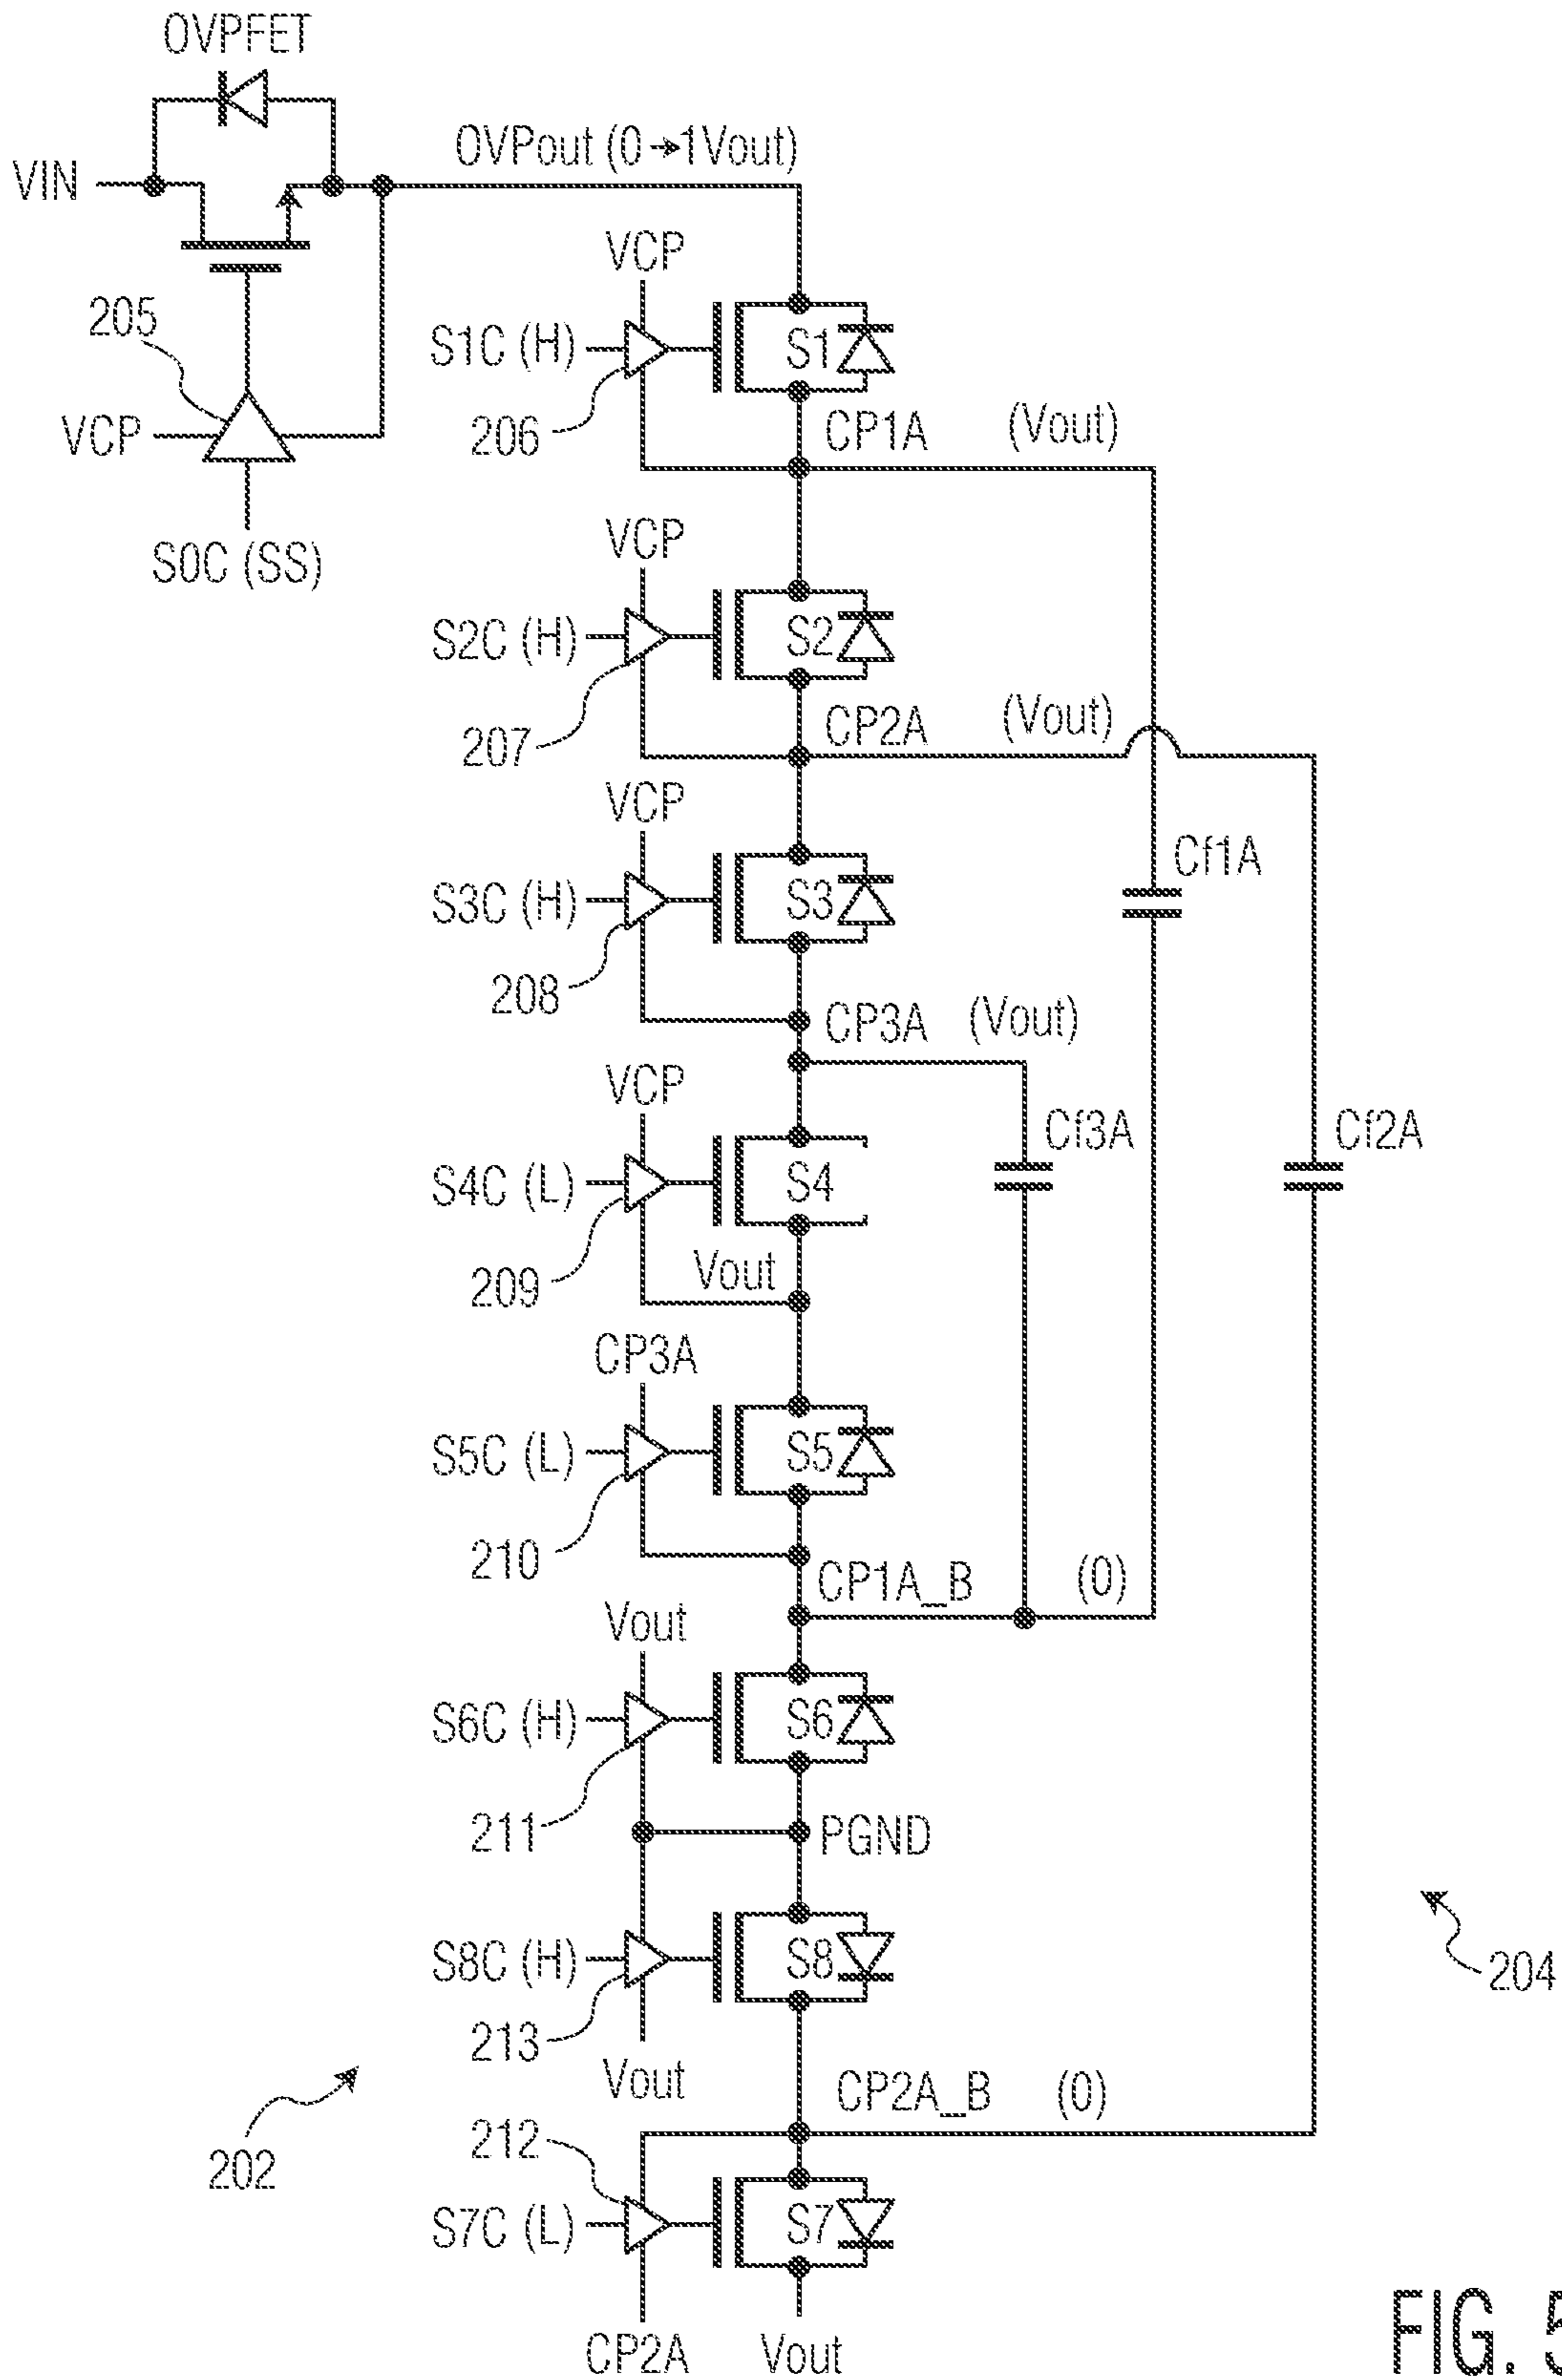 OVPFET
VIN
OVPout (0→1Vout)
205
VCP
S0C (SS)
VCP
S1C (H)
S1
206
CP1A (Vout)
VCP
S2C (H)
S2
207
CP2A (Vout)
VCP
S3C (H)
S3
Cf1A
208
CP3A (Vout)
VCP
S4C (L)
S4
Cf3A
Cf2A
209
Vout
CP3A
S5C (L)
S5
210
CP1A_B (0)
Vout
S6C (H)
S6
211
PGND
S8C (H)
S8
213
Vout
204
CP2A_B (0)
202
212
S7C (L)
S7
CP2A
Vout
FIG. 5